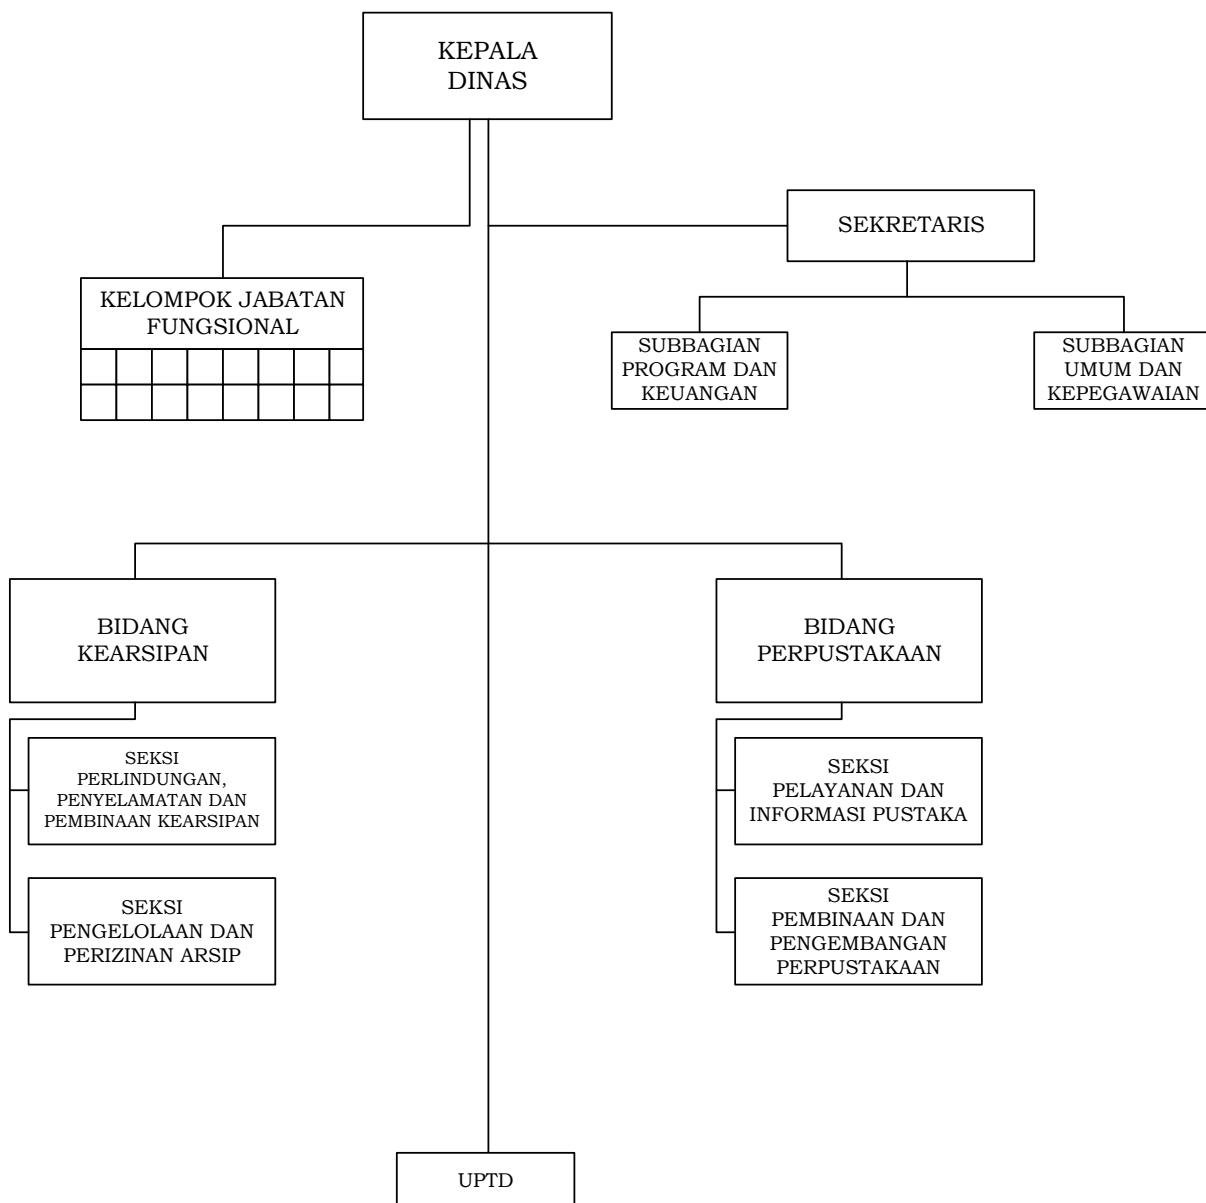 KEPALA
DINAS
SEKRETARIS
KELOMPOK JABATAN
FUNGSIONAL
SUBBAGIAN
PROGRAM DAN
KEUANGAN
SUBBAGIAN
UMUM DAN
KEPEGAWAIAN
BIDANG
KEARSIPAN
BIDANG
PERPUSTAKAAN
SEKSI
PERLINDUNGAN,
PENYELAMATAN DAN
PEMBINAAN KEARSIPAN
SEKSI
PELAYANAN DAN
INFORMASI PUSTAKA
SEKSI
PENGELOLAAN DAN
PERIZINAN ARSIP
SEKSI
PEMBINAAN DAN
PENGEMBANGAN
PERPUSTAKAAN
UPTD